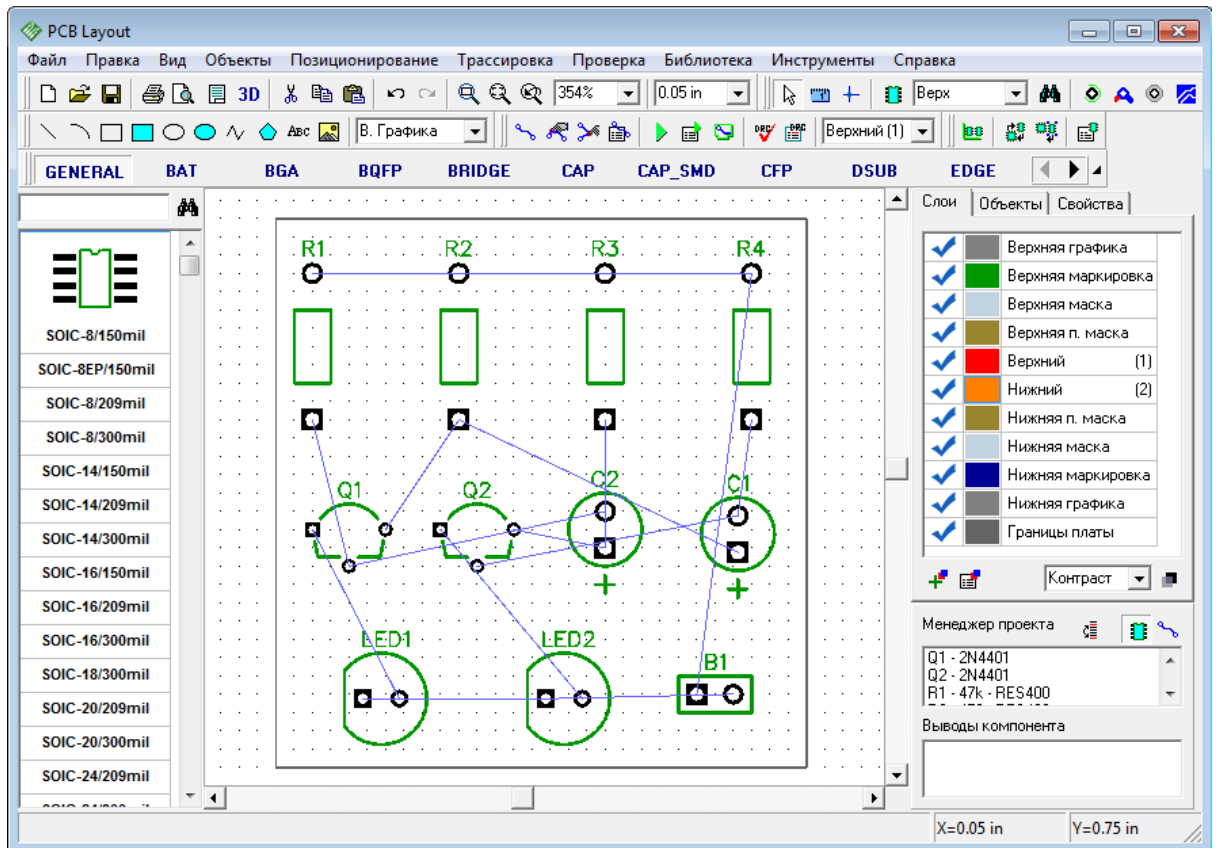 PCB Layout
Файл Правка Вид Объекты Позиционирование Трассировка Проверка Библиотека Инструменты Справка
3D 354% 0.05 in Верх
ABC В. Графика DRC DRC Верхний (1)
GENERAL BAT BGA BQFP BRIDGE CAP CAP_SMD CFP DSUB EDGE
SOIC-8/150mil
SOIC-8EP/150mil
SOIC-8/209mil
SOIC-8/300mil
SOIC-14/150mil
SOIC-14/209mil
SOIC-14/300mil
SOIC-16/150mil
SOIC-16/209mil
SOIC-16/300mil
SOIC-18/300mil
SOIC-20/209mil
SOIC-20/300mil
SOIC-24/209mil
R1 R2 R3 R4
Q1 Q2 C2 C1
+ +
LED1 LED2 B1
Слои Объекты Свойства
Верхняя графика
Верхняя маркировка
Верхняя маска
Верхняя п. маска
Верхний (1)
Нижний (2)
Нижняя п. маска
Нижняя маска
Нижняя маркировка
Нижняя графика
Границы платы
Контраст
Менеджер проекта
Q1 - 2N4401
Q2 - 2N4401
R1 - 47k - RES400
Выводы компонента
X=0.05 in Y=0.75 in